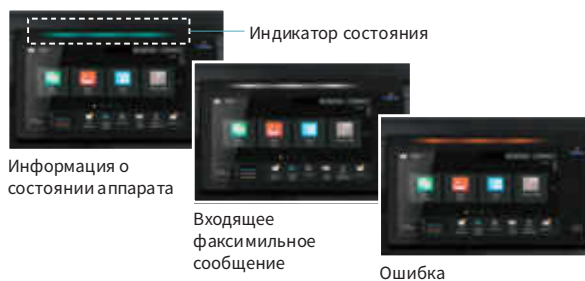 Индикатор состояния
Информация о
состоянии аппарата
Входящее
факсимильное
сообщение
Ошибка